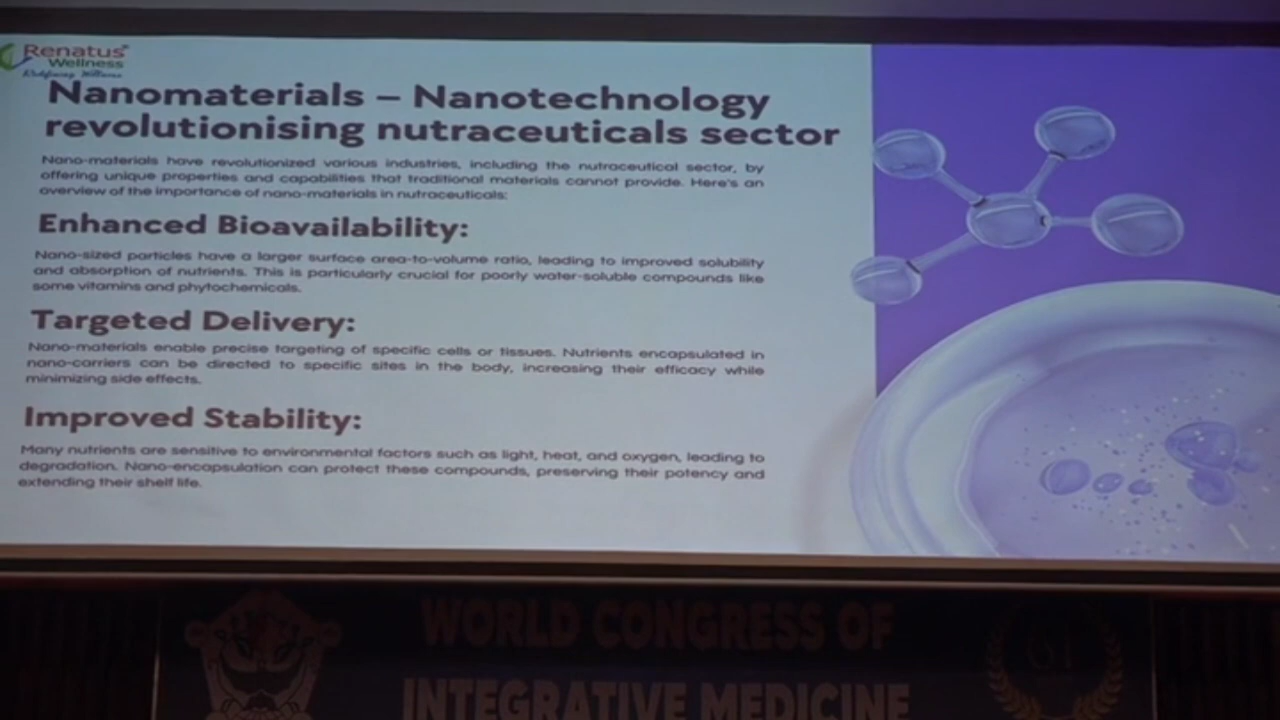 Renatus
Wellness
Redefining Wellness
Nanomaterials – Nanotechnology
revolutionising nutraceuticals sector
Nano-materials have revolutionized various industries, including the nutraceutical sector, by
offering unique properties and capabilities that traditional materials cannot provide. Here's an
overview of the importance of nano-materials in nutraceuticals:
Enhanced Bioavailability:
Nano-sized particles have a larger surface area-to-volume ratio, leading to improved solubility
and absorption of nutrients. This is particularly crucial for poorly water-soluble compounds like
some vitamins and phytochemicals.
Targeted Delivery:
Nano-materials enable precise targeting of specific cells or tissues. Nutrients encapsulated in
nano-carriers can be directed to specific sites in the body, increasing their efficacy while
minimizing side effects.
Improved Stability:
Many nutrients are sensitive to environmental factors such as light, heat, and oxygen, leading to
degradation. Nano-encapsulation can protect these compounds, preserving their potency and
extending their shelf life.
WORLD CONGRESS OF
INTEGRATIVE MEDICINE